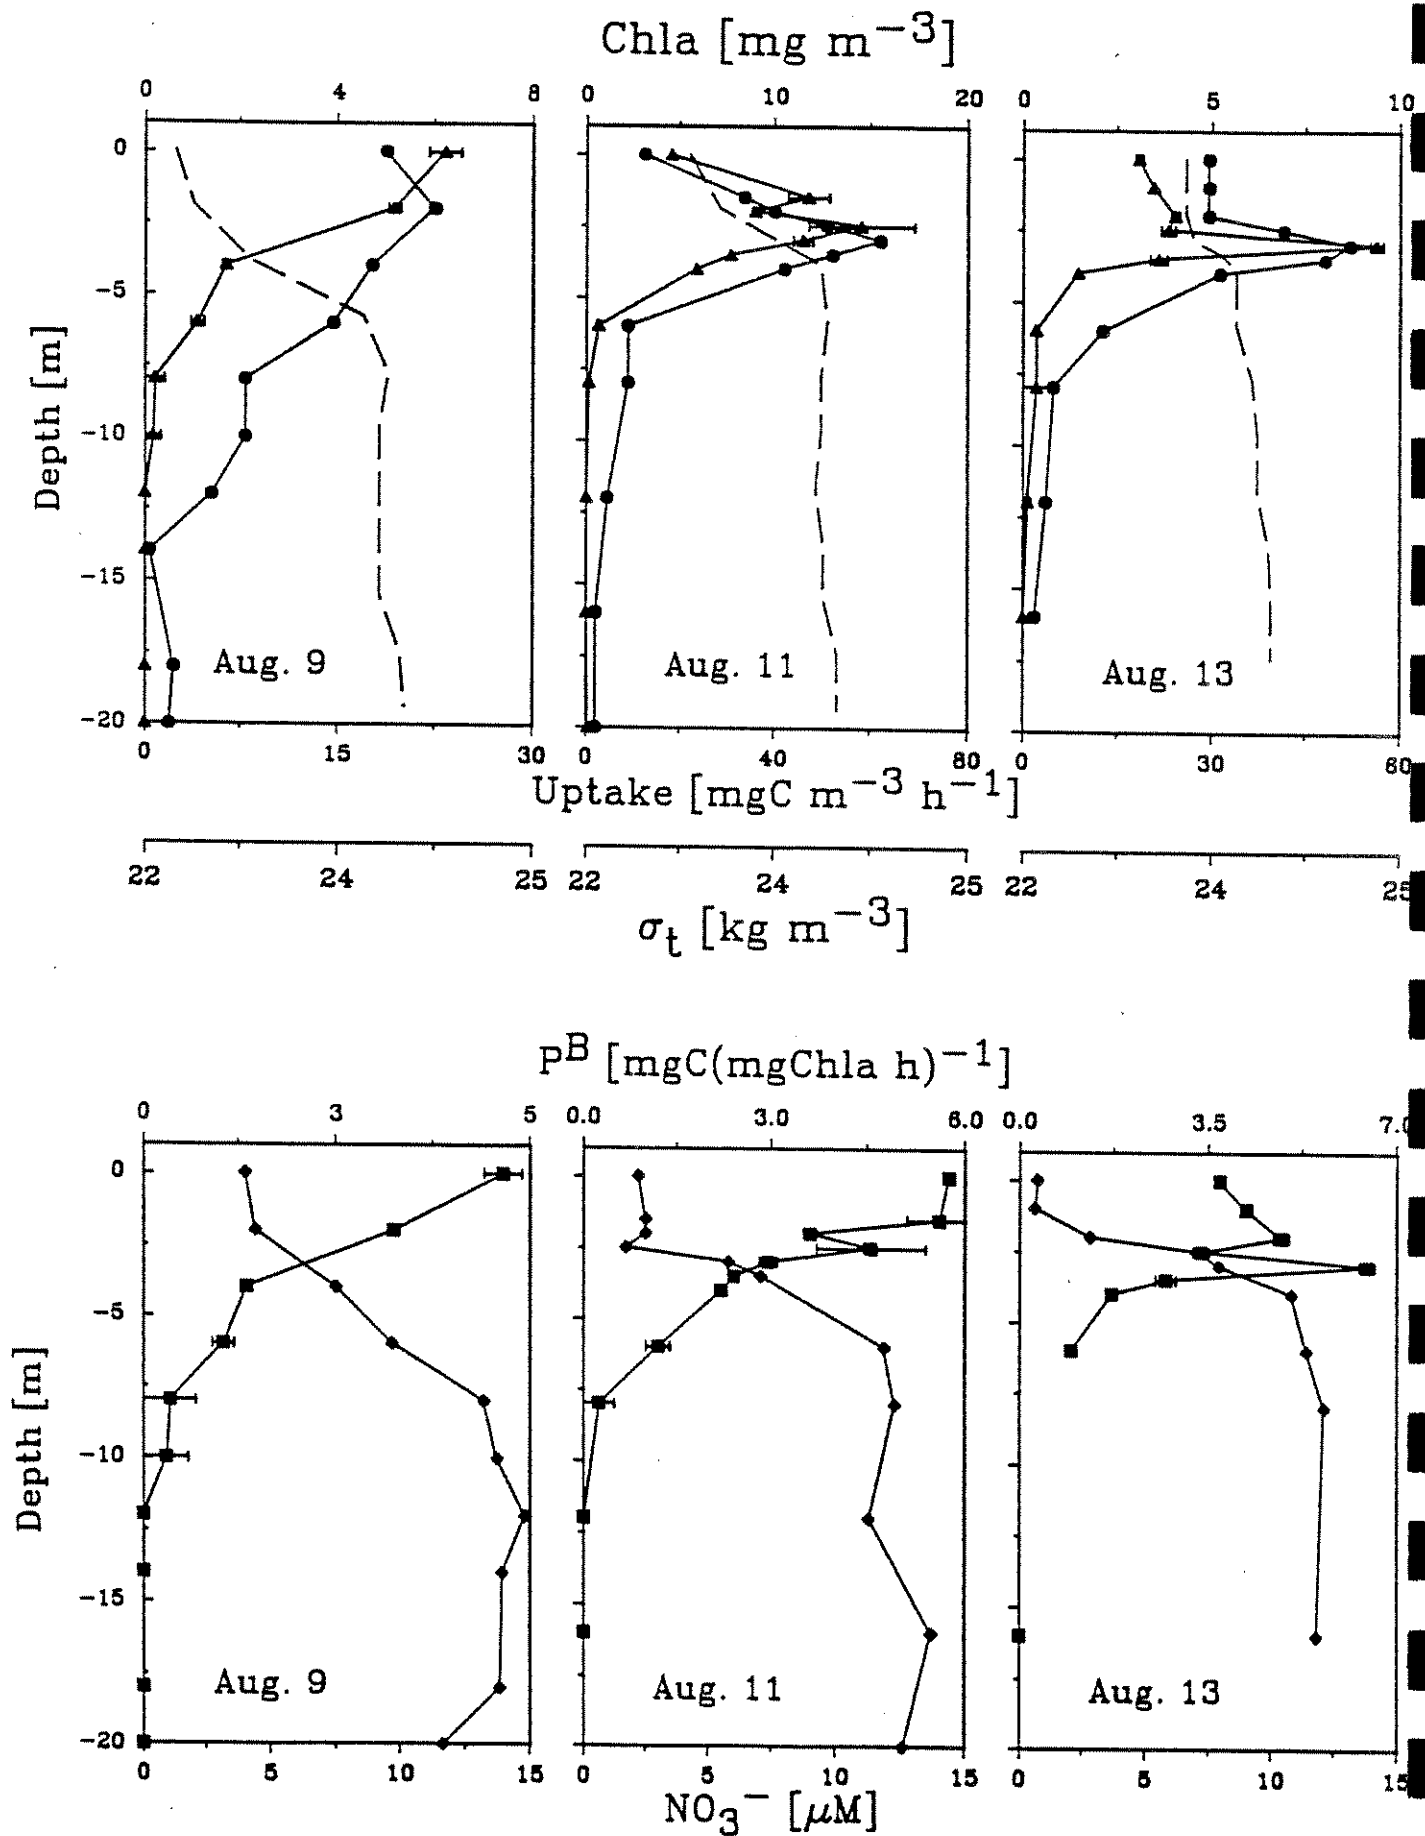 Chla [mg m−3]
0 4 8 0 10 20 0 5 10
0
−5
−10
−15
−20
Depth [m]
Aug. 9 Aug. 11 Aug. 13
0 15 30 0 40 80 0 30 60
Uptake [mgC m−3 h−1]
22 24 25 22 24 25 22 24 25
σt [kg m−3]
PB [mgC(mgChla h)−1]
0 3 5 0.0 3.0 6.0 0.0 3.5 7.0
0
−5
−10
−15
−20
Depth [m]
Aug. 9 Aug. 11 Aug. 13
0 5 10 15 0 5 10 15 0 5 10 15
NO3− [μM]